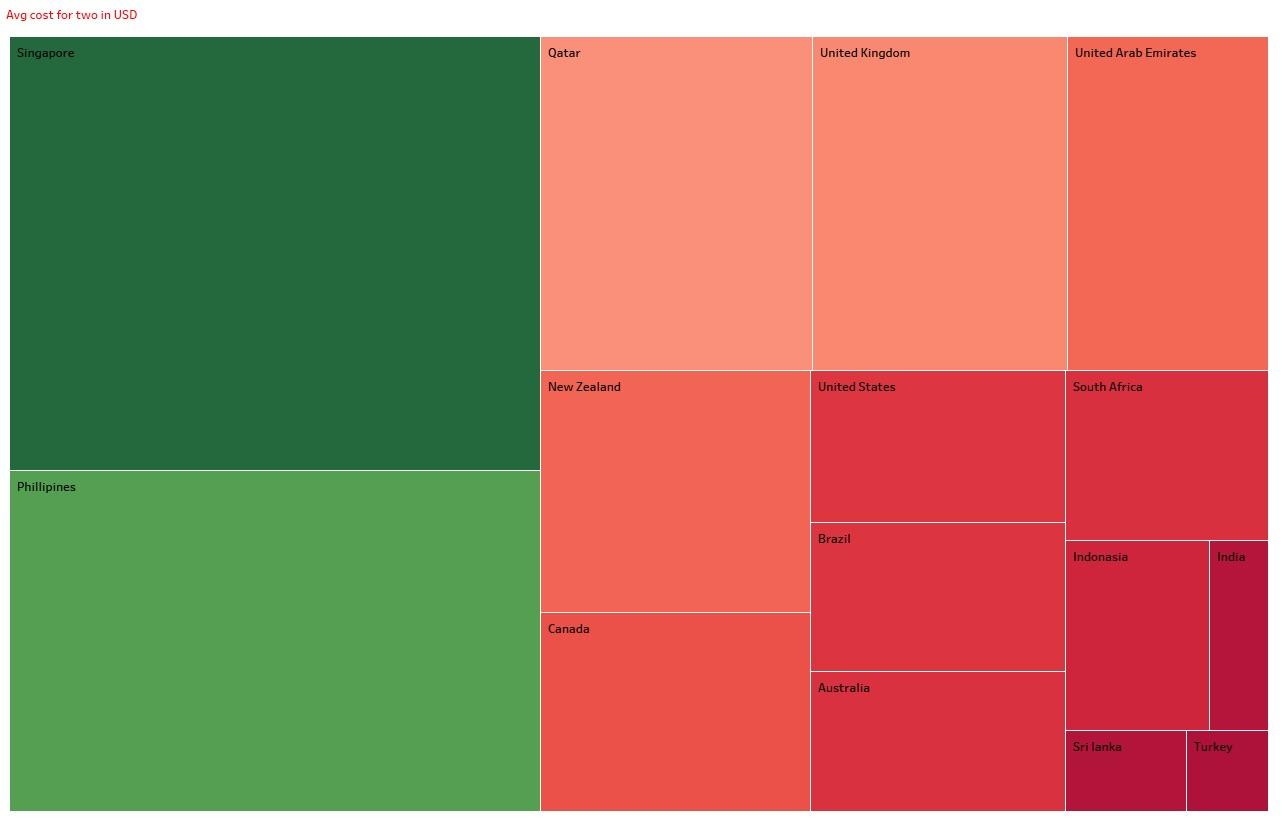 Avg cost for two in USD
Singapore
Qatar
United Kingdom
United Arab Emirates
New Zealand
United States
South Africa
Phillipines
Brazil
Indonasia
India
Canada
Australia
Sri lanka
Turkey